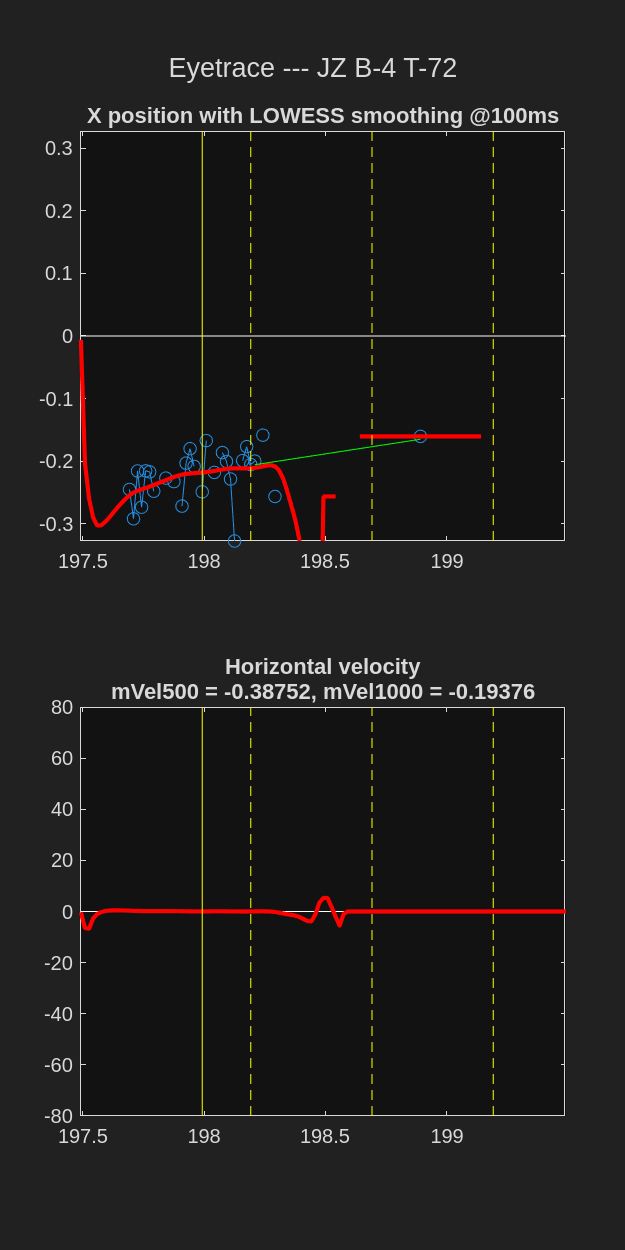 Eyetrace --- JZ B-4 T-72
X position with LOWESS smoothing @100ms
0.3
0.2
0.1
0
-0.1
-0.2
-0.3
197.5 198 198.5 199
Horizontal velocity
mVel500 = -0.38752, mVel1000 = -0.19376
80
60
40
20
0
-20
-40
-60
-80
197.5 198 198.5 199